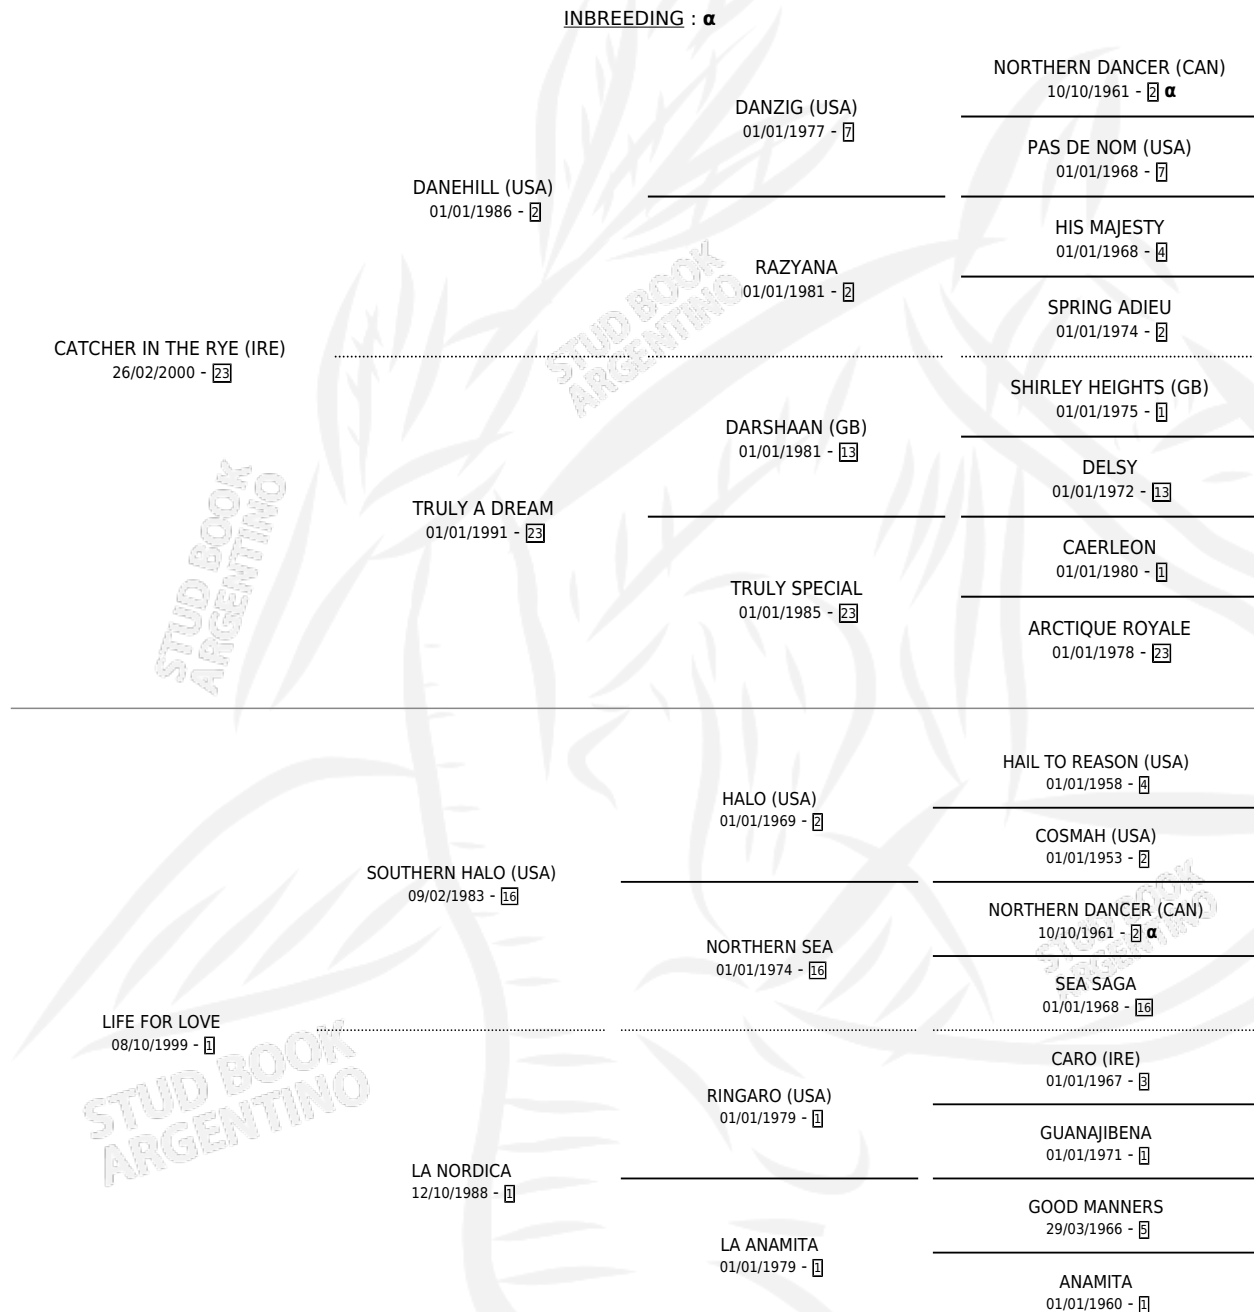 INBREEDING : α
NORTHERN DANCER (CAN)
10/10/1961 - 2 α
DANZIG (USA)
01/01/1977 - 7
PAS DE NOM (USA)
01/01/1968 - 7
DANEHILL (USA)
01/01/1986 - 2
HIS MAJESTY
01/01/1968 - 4
RAZYANA
01/01/1981 - 2
SPRING ADIEU
01/01/1974 - 2
CATCHER IN THE RYE (IRE)
26/02/2000 - 23
SHIRLEY HEIGHTS (GB)
01/01/1975 - 1
DARSHAAN (GB)
01/01/1981 - 13
DELSY
01/01/1972 - 13
TRULY A DREAM
01/01/1991 - 23
CAERLEON
01/01/1980 - 1
TRULY SPECIAL
01/01/1985 - 23
ARCTIQUE ROYALE
01/01/1978 - 23
HAIL TO REASON (USA)
01/01/1958 - 4
HALO (USA)
01/01/1969 - 2
COSMAH (USA)
01/01/1953 - 2
SOUTHERN HALO (USA)
09/02/1983 - 16
NORTHERN DANCER (CAN)
10/10/1961 - 2 α
NORTHERN SEA
01/01/1974 - 16
SEA SAGA
01/01/1968 - 16
LIFE FOR LOVE
08/10/1999 - 1
CARO (IRE)
01/01/1967 - 3
RINGARO (USA)
01/01/1979 - 1
GUANAJIBENA
01/01/1971 - 1
LA NORDICA
12/10/1988 - 1
GOOD MANNERS
29/03/1966 - 5
LA ANAMITA
01/01/1979 - 1
ANAMITA
01/01/1960 - 1
STUD BOOK
ARGENTINO
STUD BOOK
ARGENTINO
STUD BOOK
ARGENTINO
STUD BOOK
ARGENTINO